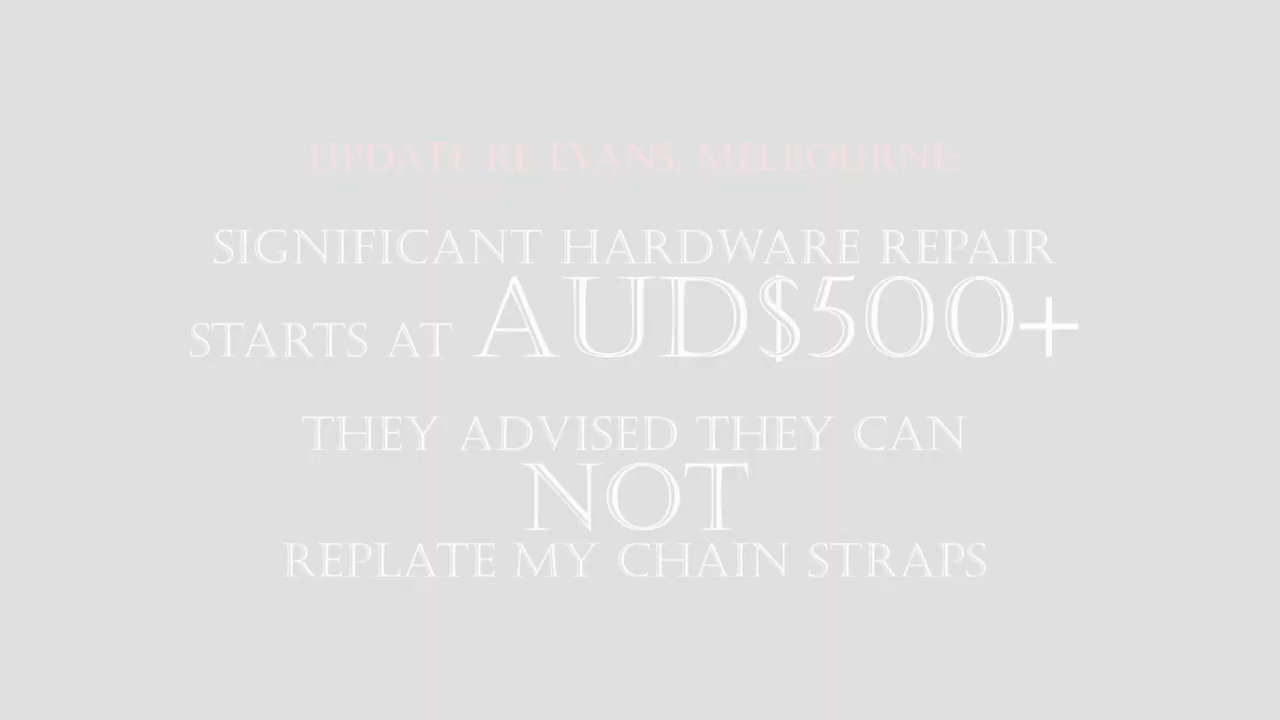 UPDATE RE EVANS, MELBOURNE:
SIGNIFICANT HARDWARE REPAIR
STARTS AT AUD$500+
THEY ADVISED THEY CAN
NOT
REPLATE MY CHAIN STRAPS